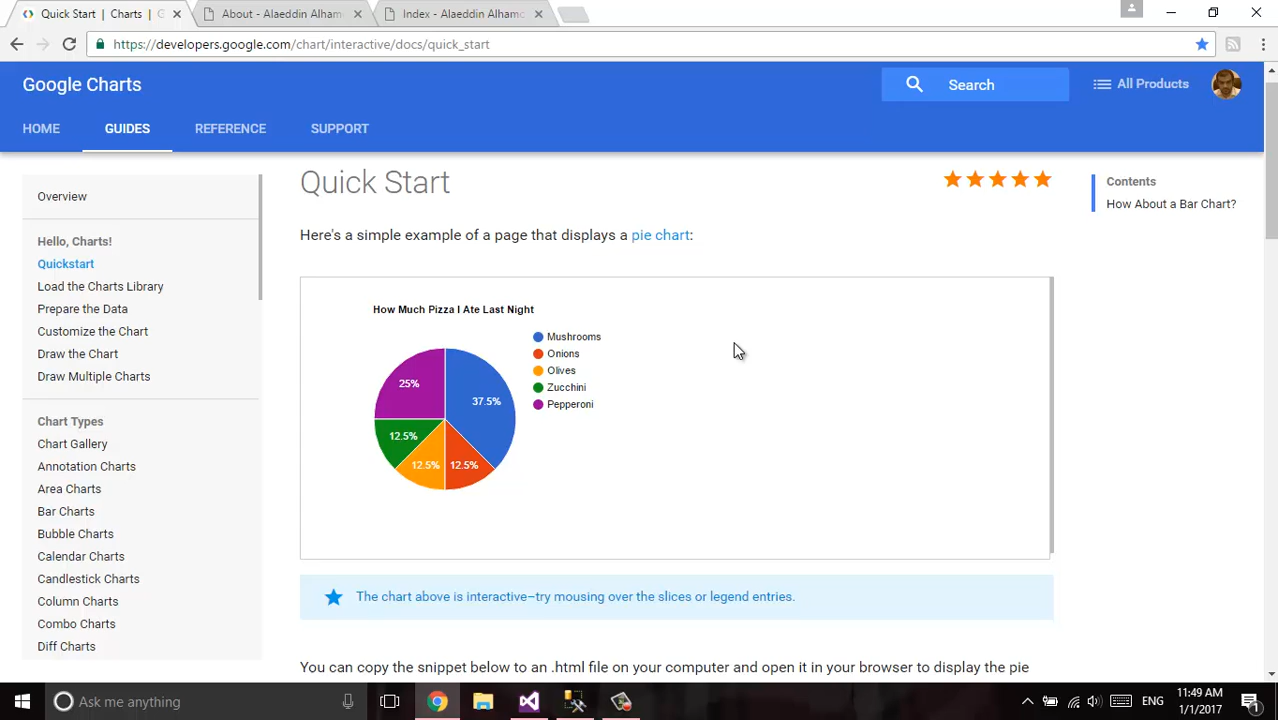 Quick Start | Charts | G
About - Alaeddin Alham
Index - Alaeddin Alhamo
https://developers.google.com/chart/interactive/docs/quick_start
Google Charts
Search
All Products
HOME
GUIDES
REFERENCE
SUPPORT
Overview
Hello, Charts!
Quickstart
Load the Charts Library
Prepare the Data
Customize the Chart
Draw the Chart
Draw Multiple Charts
Chart Types
Chart Gallery
Annotation Charts
Area Charts
Bar Charts
Bubble Charts
Calendar Charts
Candlestick Charts
Column Charts
Combo Charts
Diff Charts
Quick Start
Here's a simple example of a page that displays a pie chart:
How Much Pizza I Ate Last Night
Mushrooms
Onions
Olives
Zucchini
Pepperoni
25%
37.5%
12.5%
12.5%
12.5%
The chart above is interactive–try mousing over the slices or legend entries.
You can copy the snippet below to an .html file on your computer and open it in your browser to display the pie
Contents
How About a Bar Chart?
Ask me anything
ENG
11:49 AM
1/1/2017
1